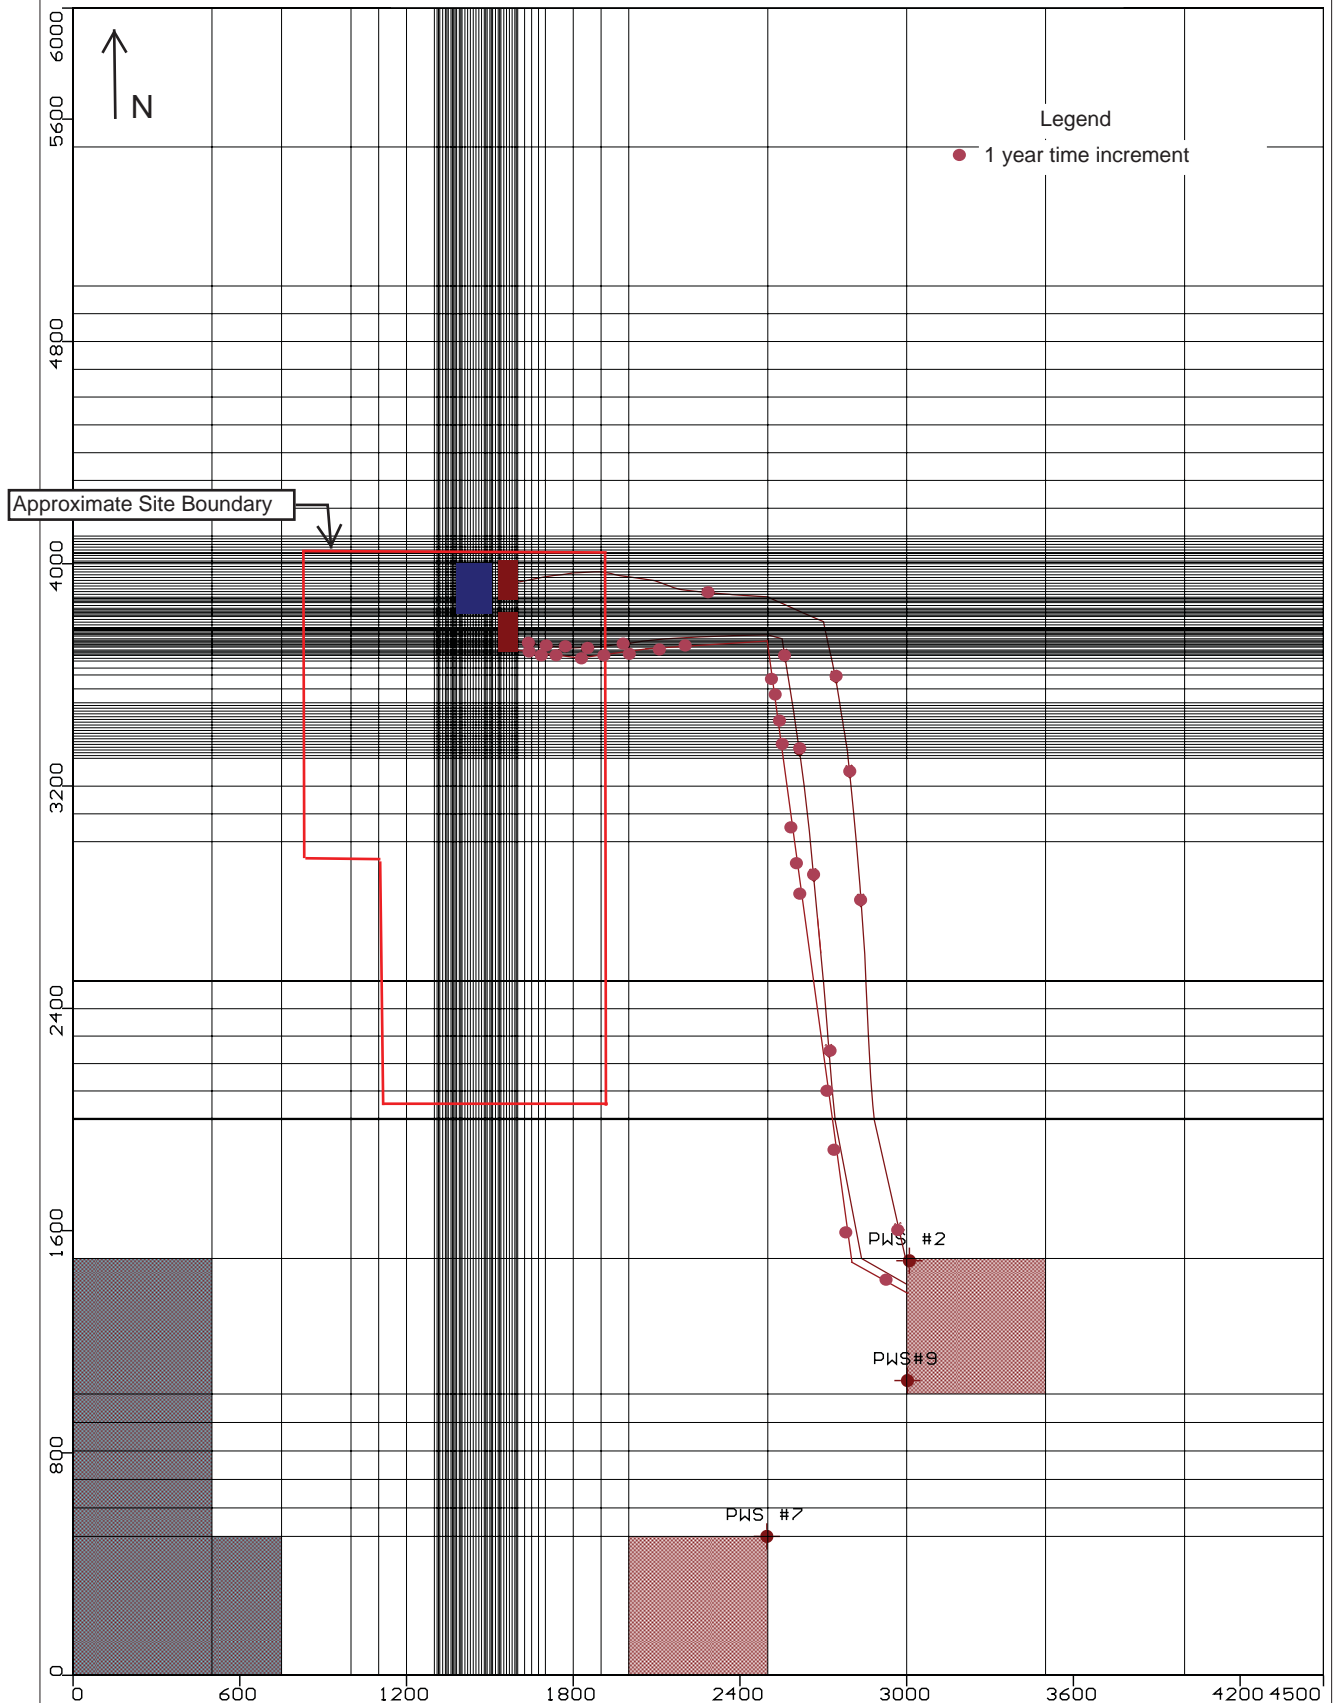 6000
N
5600
Legend
1 year time increment
4800
Approximate Site Boundary
4000
3200
2400
1600
PWS #2
PWS#9
800
PWS #7
0
0 600 1200 1800 2400 3000 3600 4200 4500